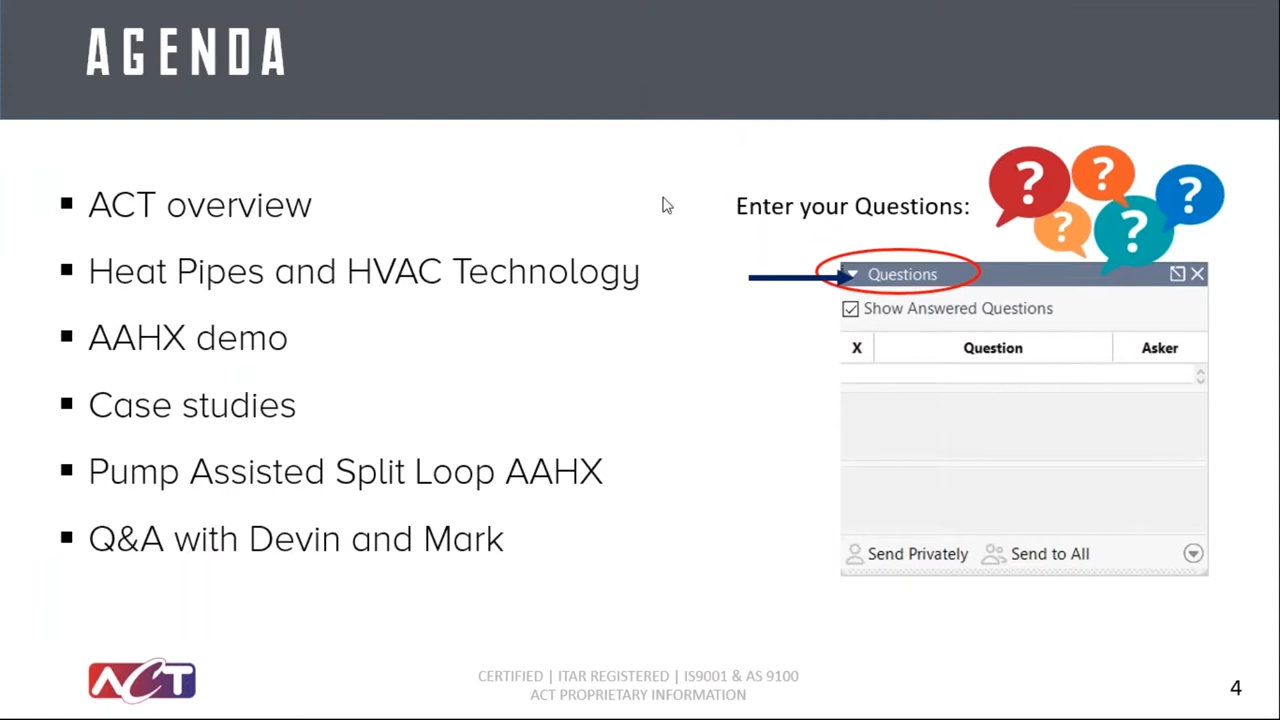 AGENDA
ACT overview
Heat Pipes and HVAC Technology
AAHX demo
Case studies
Pump Assisted Split Loop AAHX
Q&A with Devin and Mark
Enter your Questions:
? ? ? ? ?
Questions
Show Answered Questions
X Question Asker
Send Privately Send to All
ACT
CERTIFIED | ITAR REGISTERED | IS9001 & AS 9100
ACT PROPRIETARY INFORMATION
4